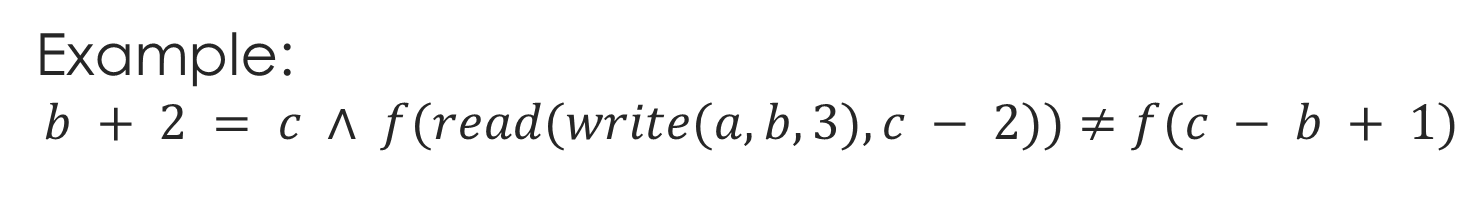 Example:
b + 2 = c ∧ f(read(write(a, b, 3), c − 2)) ≠ f(c − b + 1)